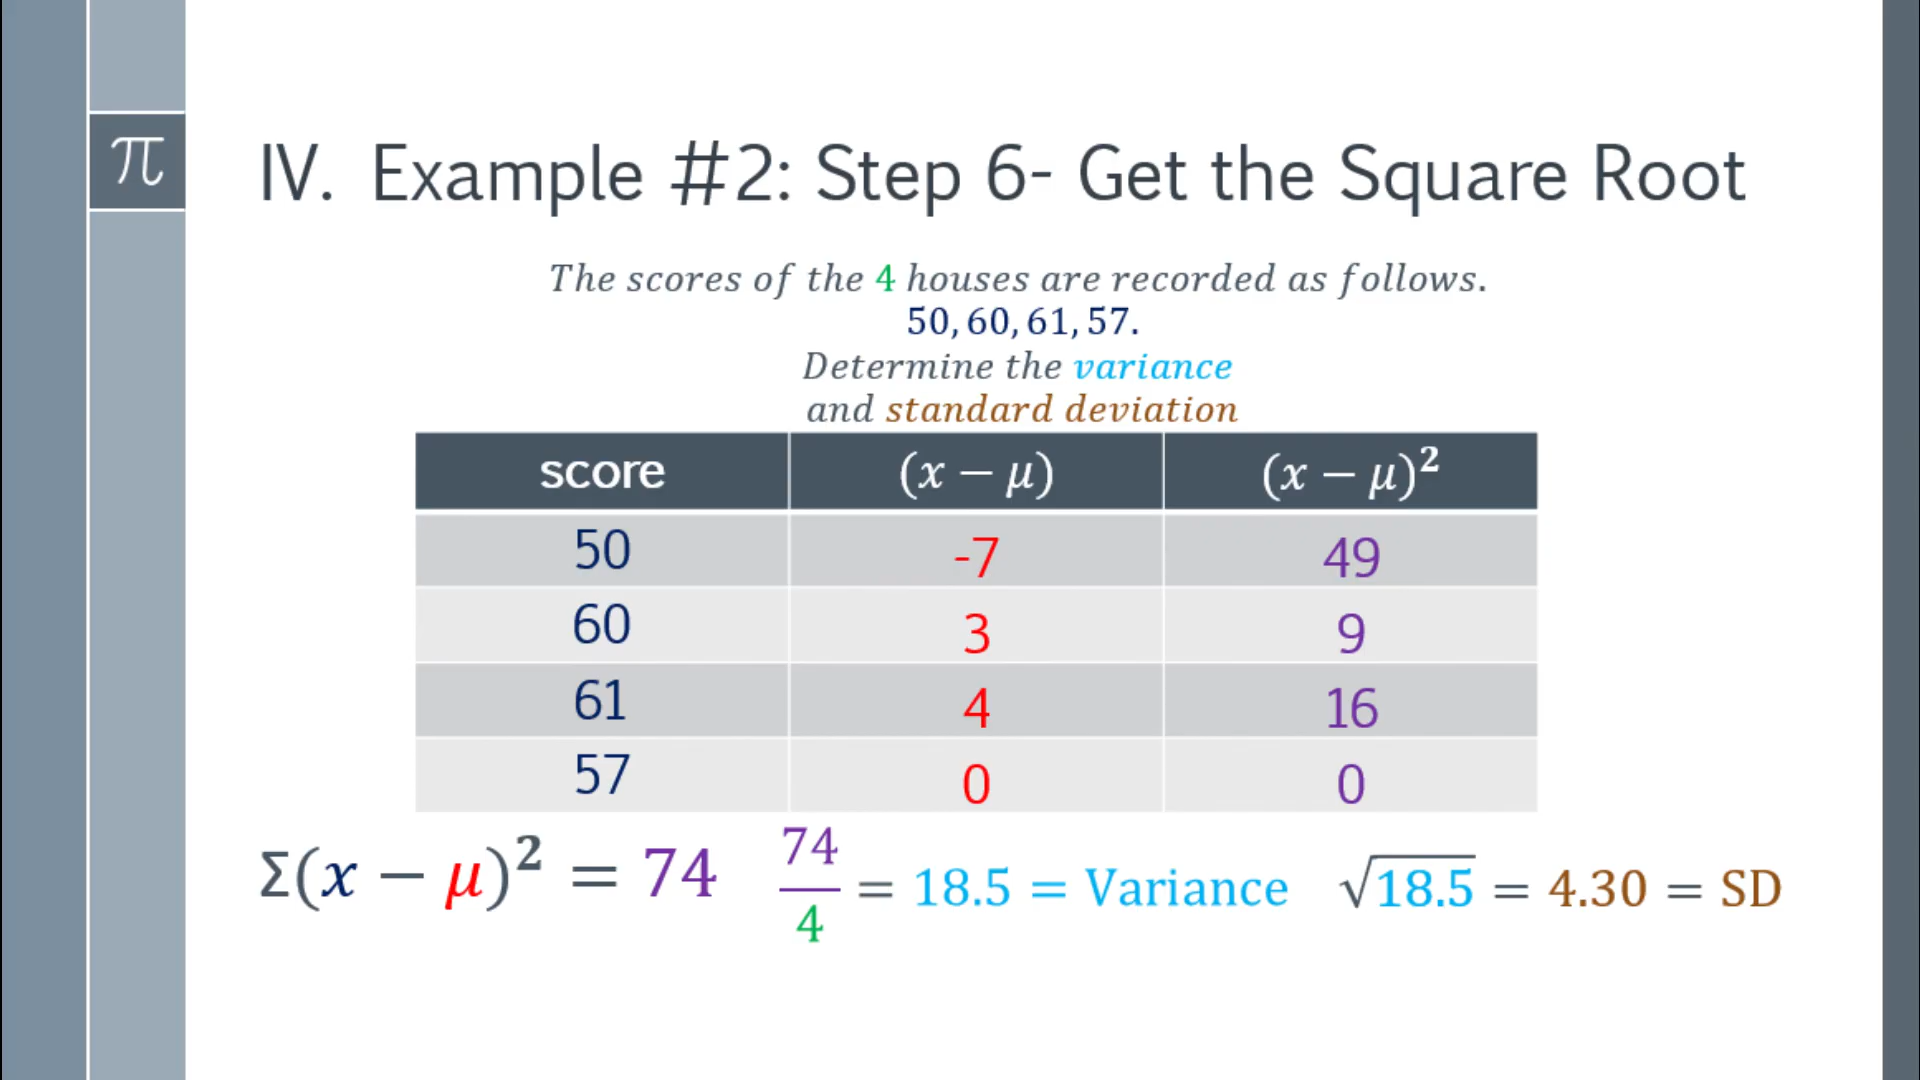 π
IV. Example #2: Step 6- Get the Square Root
The scores of the 4 houses are recorded as follows.
50, 60, 61, 57.
Determine the variance
and standard deviation
score (x − μ) (x − μ)²
50 -7 49
60 3 9
61 4 16
57 0 0
Σ(x − μ)² = 74 74/4 = 18.5 = Variance √18.5 = 4.30 = SD